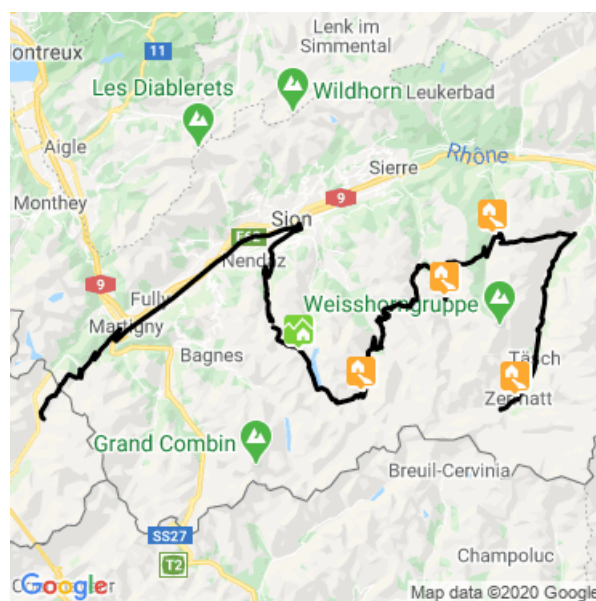 Lenk im
Simmental
ontreux
11
Les Diablerets
Wildhorn
Leukerbad
Aigle
Rhône
Sierre
Monthey
9
Sion
E62
Nendaz
9
Fully
Weisshorngruppe
Martigny
Bagnes
Täsch
Zermatt
Grand Combin
Breuil-Cervinia
SS27
Champoluc
T2
Google
Map data ©2020 Google